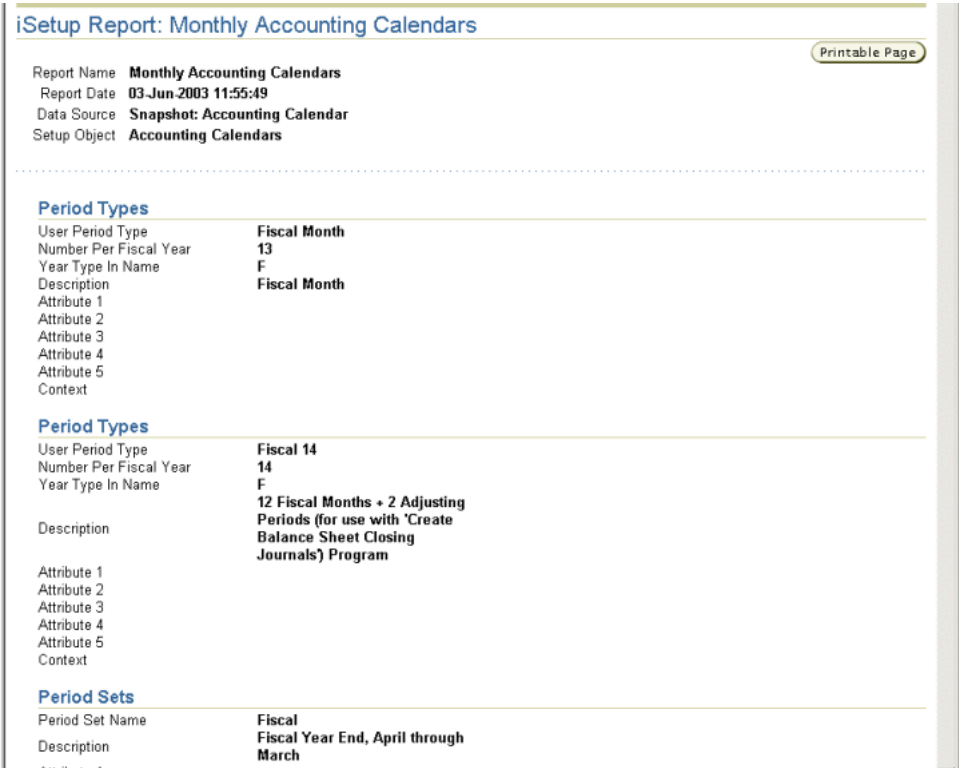 iSetup Report: Monthly Accounting Calendars
Printable Page
Report Name Monthly Accounting Calendars
Report Date 03-Jun-2003 11:55:49
Data Source Snapshot: Accounting Calendar
Setup Object Accounting Calendars
Period Types
User Period Type Fiscal Month
Number Per Fiscal Year 13
Year Type In Name F
Description Fiscal Month
Attribute 1
Attribute 2
Attribute 3
Attribute 4
Attribute 5
Context
Period Types
User Period Type Fiscal 14
Number Per Fiscal Year 14
Year Type In Name F
12 Fiscal Months + 2 Adjusting
Periods (for use with 'Create
Description
Balance Sheet Closing
Journals') Program
Attribute 1
Attribute 2
Attribute 3
Attribute 4
Attribute 5
Context
Period Sets
Period Set Name Fiscal
Fiscal Year End, April through
Description
March